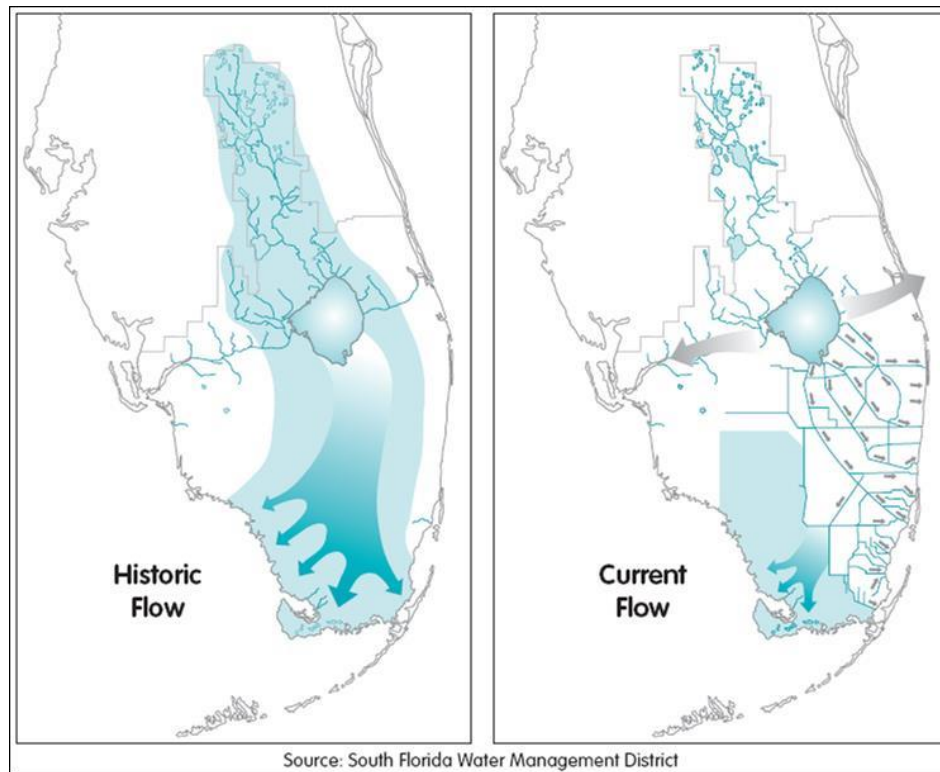 Historic
Flow
Current
Flow
Source: South Florida Water Management District